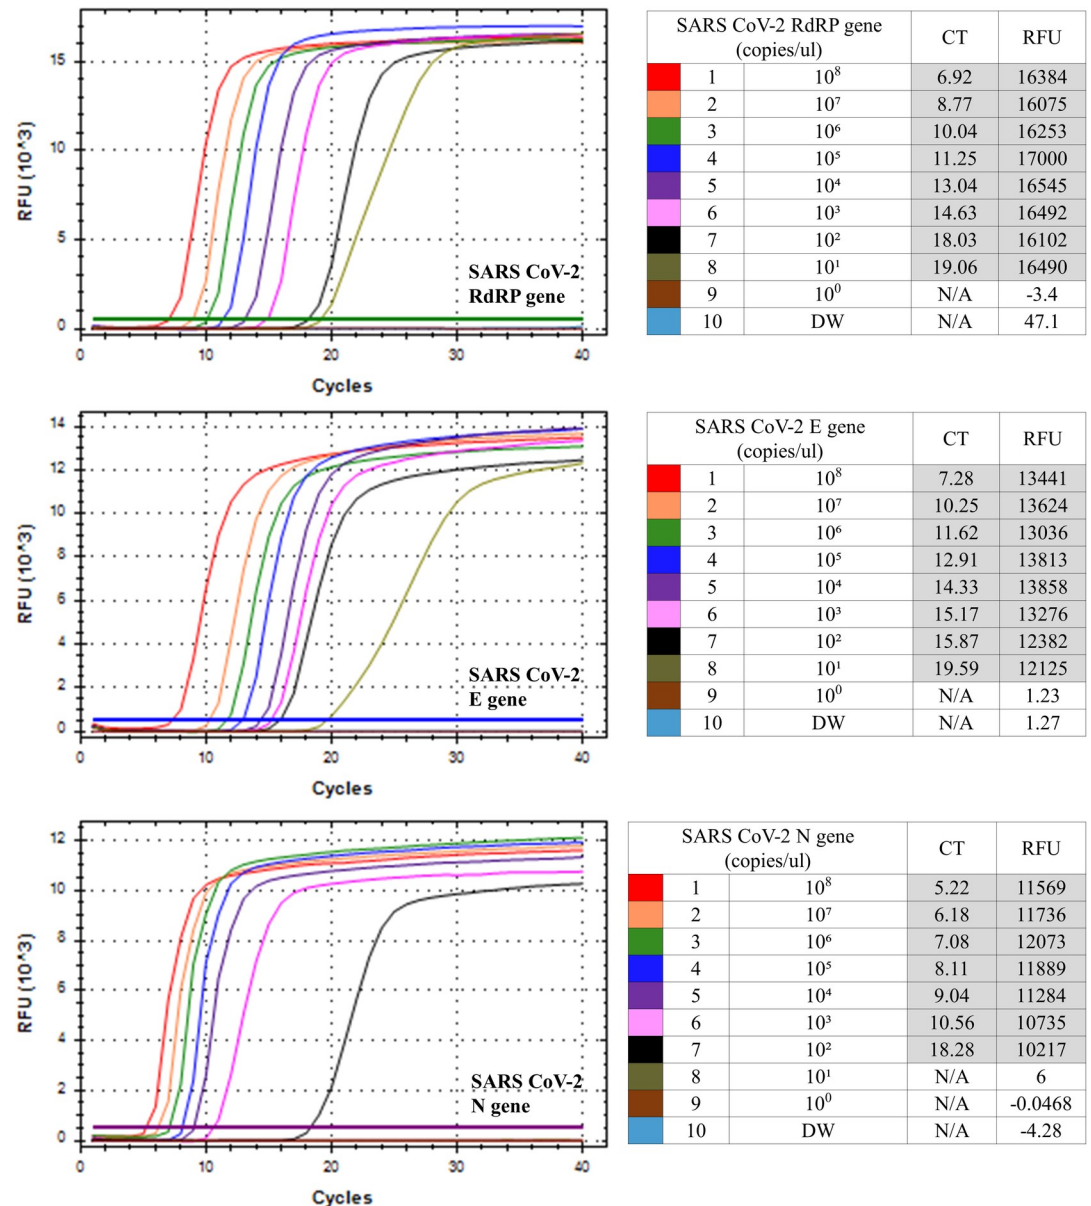 RFU (10^3)
15
10
5
0
0 10 20 30 40
Cycles
SARS CoV-2
RdRP gene
SARS CoV-2 RdRP gene
(copies/ul) CT RFU
1 10⁸ 6.92 16384
2 10⁷ 8.77 16075
3 10⁶ 10.04 16253
4 10⁵ 11.25 17000
5 10⁴ 13.04 16545
6 10³ 14.63 16492
7 10² 18.03 16102
8 10¹ 19.06 16490
9 10⁰ N/A -3.4
10 DW N/A 47.1
RFU (10^3)
14
12
10
8
6
4
2
0
0 10 20 30 40
Cycles
SARS CoV-2
E gene
SARS CoV-2 E gene
(copies/ul) CT RFU
1 10⁸ 7.28 13441
2 10⁷ 10.25 13624
3 10⁶ 11.62 13036
4 10⁵ 12.91 13813
5 10⁴ 14.33 13858
6 10³ 15.17 13276
7 10² 15.87 12382
8 10¹ 19.59 12125
9 10⁰ N/A 1.23
10 DW N/A 1.27
RFU (10^3)
12
10
8
6
4
2
0
0 10 20 30 40
Cycles
SARS CoV-2
N gene
SARS CoV-2 N gene
(copies/ul) CT RFU
1 10⁸ 5.22 11569
2 10⁷ 6.18 11736
3 10⁶ 7.08 12073
4 10⁵ 8.11 11889
5 10⁴ 9.04 11284
6 10³ 10.56 10735
7 10² 18.28 10217
8 10¹ N/A 6
9 10⁰ N/A -0.0468
10 DW N/A -4.28